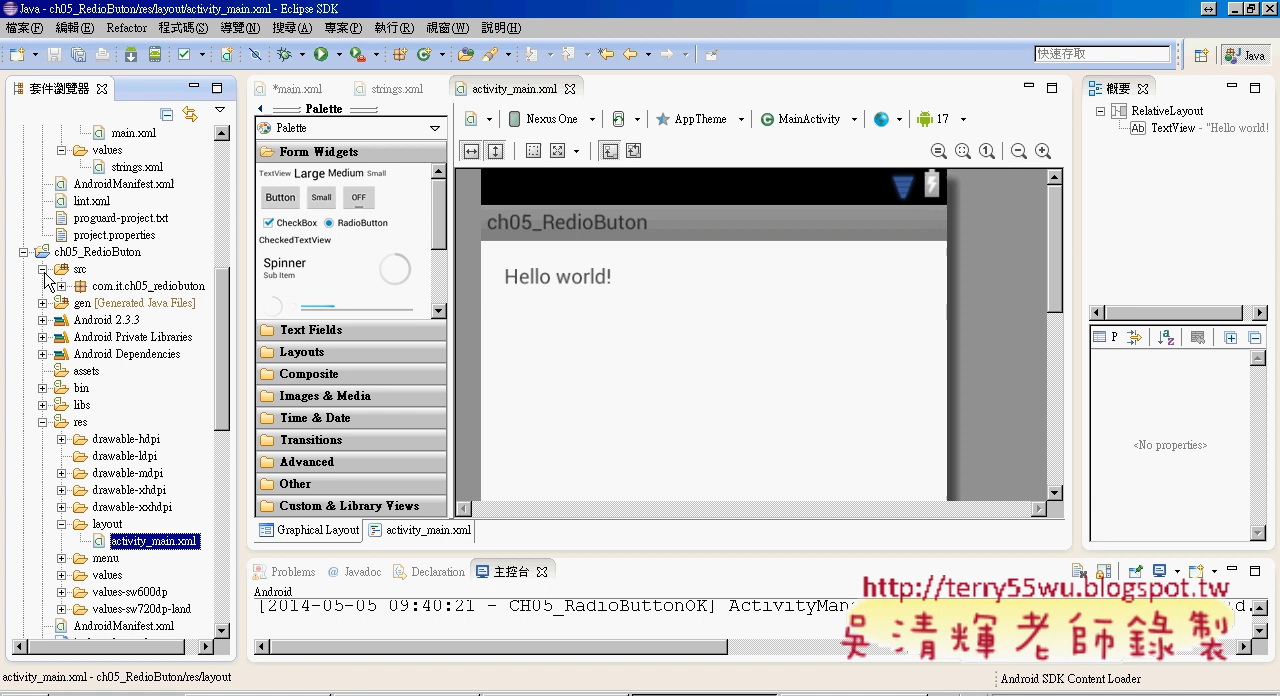 Java - ch05_RedioButon/res/layout/activity_main.xml - Eclipse SDK
檔案(F) 編輯(E) Refactor 程式碼(S) 導覽(N) 搜尋(A) 專案(P) 執行(R) 視窗(W) 說明(H)
快速存取
Java
套件瀏覽器
main.xml
values
strings.xml
AndroidManifest.xml
lint.xml
proguard-project.txt
project.properties
ch05_RedioButon
src
com.it.ch05_rediobutton
gen [Generated Java Files]
Android 2.3.3
Android Private Libraries
Android Dependencies
assets
bin
libs
res
drawable-hdpi
drawable-ldpi
drawable-mdpi
drawable-xhdpi
drawable-xxhdpi
layout
activity_main.xml
menu
values
values-sw600dp
values-sw720dp-land
AndroidManifest.xml
*main.xml
strings.xml
activity_main.xml
Palette
Palette
Form Widgets
TextView Large Medium Small
Button Small OFF
CheckBox RadioButton
CheckedTextView
Spinner
Sub Item
Text Fields
Layouts
Composite
Images & Media
Time & Date
Transitions
Advanced
Other
Custom & Library Views
Graphical Layout activity_main.xml
Nexus One AppTheme MainActivity 17
ch05_RedioButon
Hello world!
概要
RelativeLayout
Ab TextView - "Hello world!
P
<No properties>
Problems @ Javadoc Declaration 主控台
Android
[2014-05-05 09:40:21 - CH05_RadioButtonOK] ActivityMan
d.
http://terry55wu.blogspot.tw
吳清輝老師錄製
activity_main.xml - ch05_RedioButon/res/layout
Android SDK Content Loader